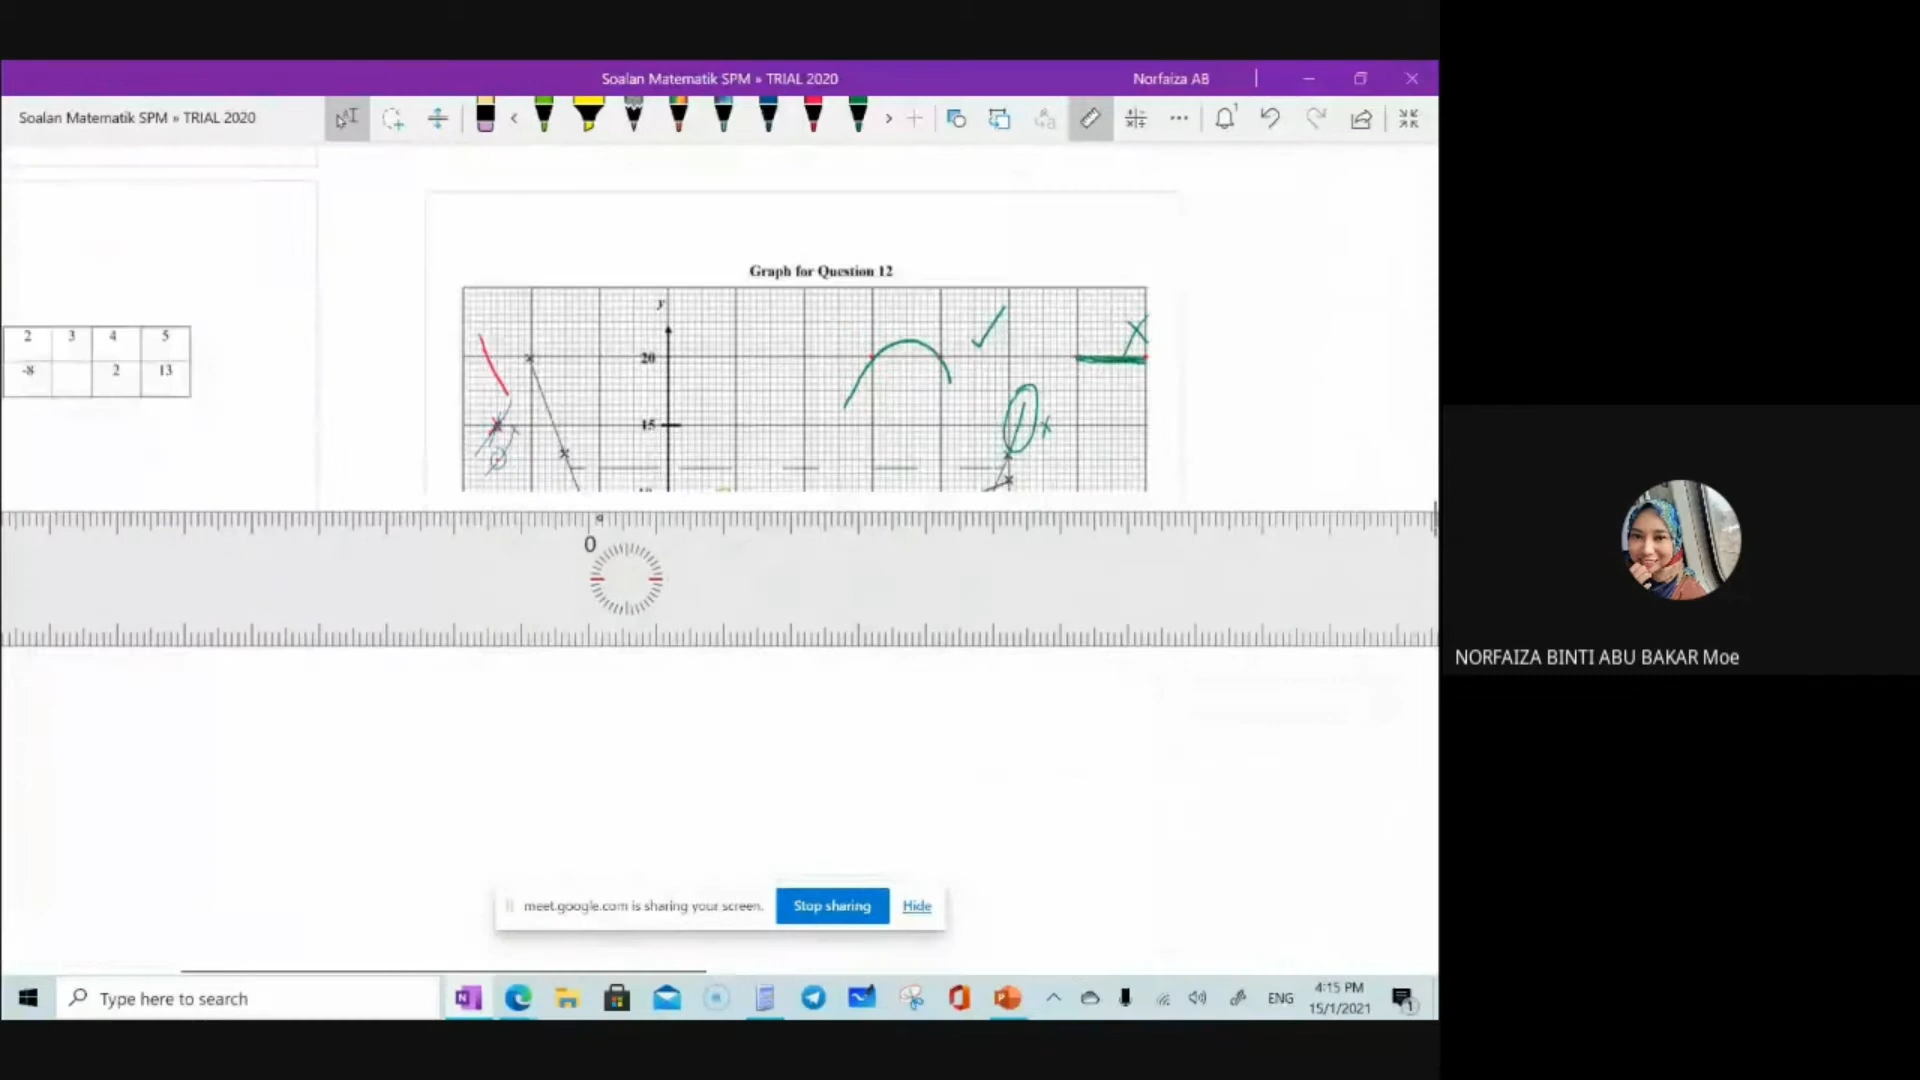 Soalan Matematik SPM » TRIAL 2020
Norfaiza AB
Soalan Matematik SPM » TRIAL 2020
Graph for Question 12
y
20
15
2 3 4 5
-8 2 13
0
NORFAIZA BINTI ABU BAKAR Moe
meet.google.com is sharing your screen.
Stop sharing
Hide
Type here to search
ENG
4:15 PM
15/1/2021